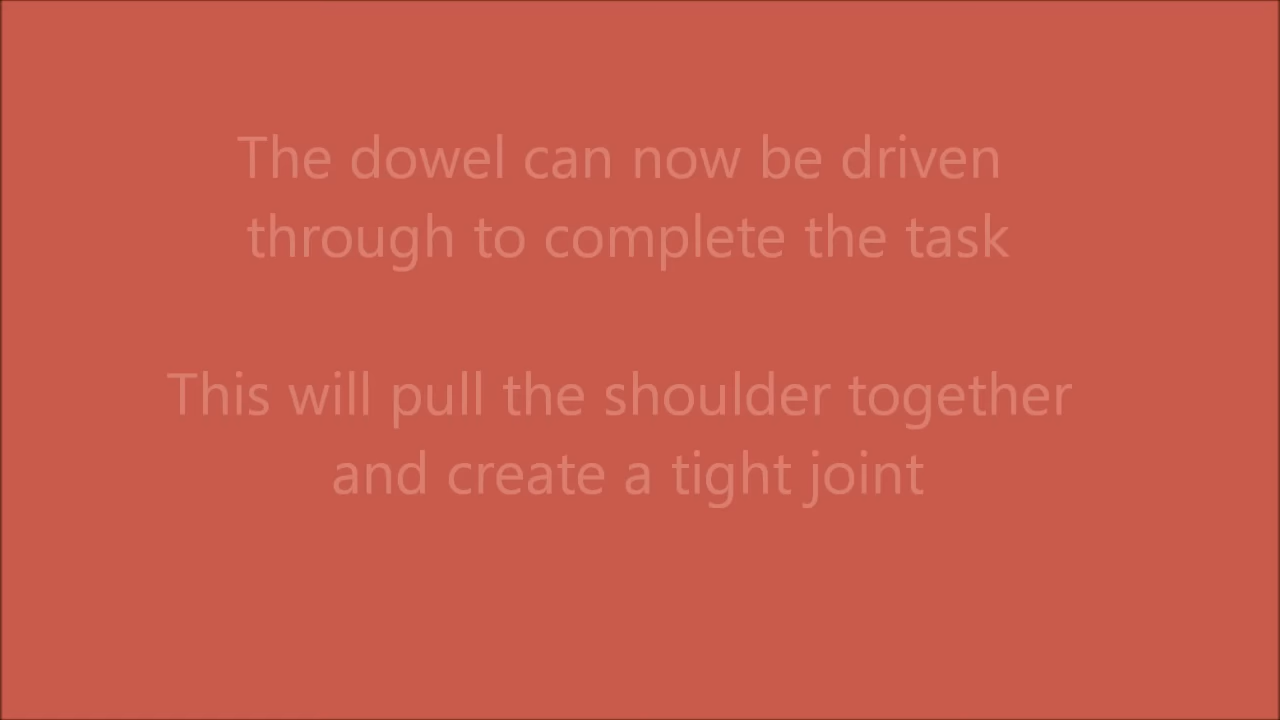 The dowel can now be driven
through to complete the task
This will pull the shoulder together
and create a tight joint